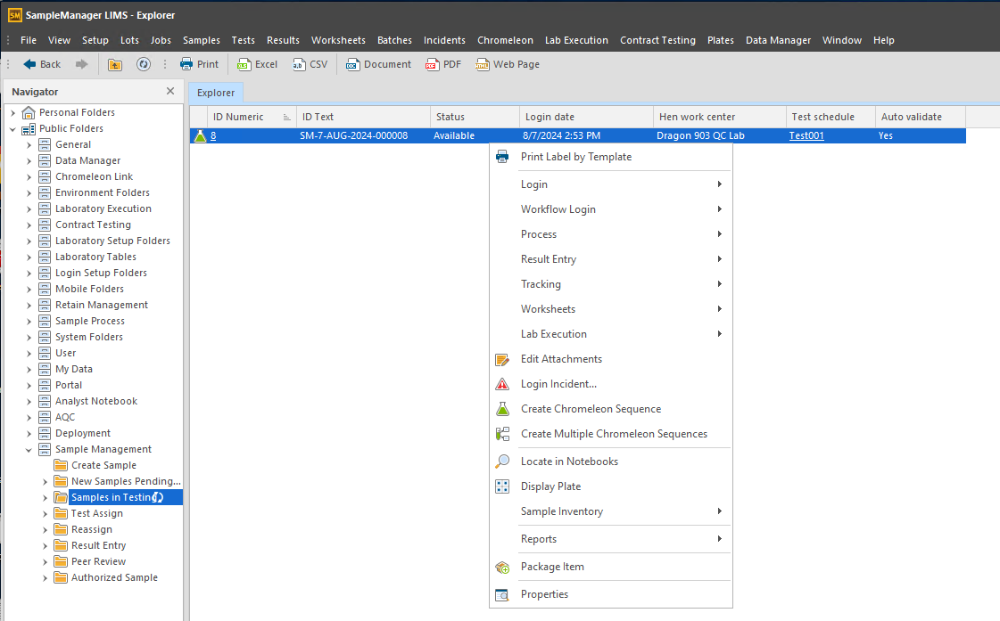 SM SampleManager LIMS - Explorer
File View Setup Lots Jobs Samples Tests Results Worksheets Batches Incidents Chromeleon Lab Execution Contract Testing Plates Data Manager Window Help
Back Print Excel CSV Document PDF Web Page
Navigator
Personal Folders
Public Folders
General
Data Manager
Chromeleon Link
Environment Folders
Laboratory Execution
Contract Testing
Laboratory Setup Folders
Laboratory Tables
Login Setup Folders
Mobile Folders
Retain Management
Sample Process
System Folders
User
My Data
Portal
Analyst Notebook
AQC
Deployment
Sample Management
Create Sample
New Samples Pending...
Samples in Testing
Test Assign
Reassign
Result Entry
Peer Review
Authorized Sample
Explorer
ID Numeric ID Text Status Login date Hen work center Test schedule Auto validate
8 SM-7-AUG-2024-000008 Available 8/7/2024 2:53 PM Dragon 903 QC Lab Test001 Yes
Print Label by Template
Login
Workflow Login
Process
Result Entry
Tracking
Worksheets
Lab Execution
Edit Attachments
Login Incident...
Create Chromeleon Sequence
Create Multiple Chromeleon Sequences
Locate in Notebooks
Display Plate
Sample Inventory
Reports
Package Item
Properties